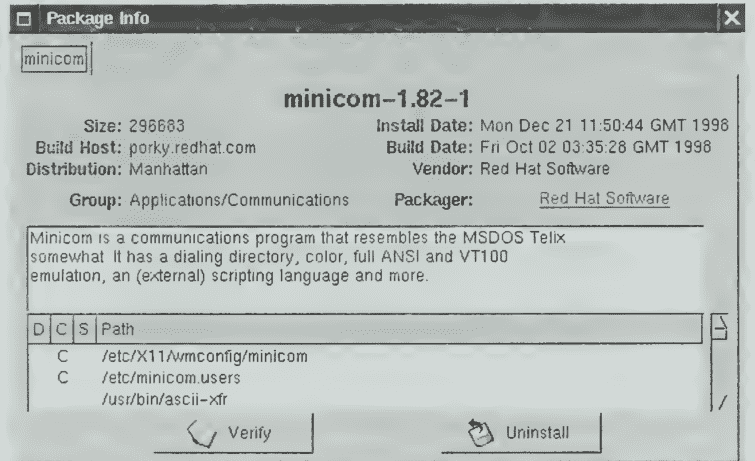 Package Info
minicom
minicom-1.82-1
Size: 296683 Install Date: Mon Dec 21 11:50:44 GMT 1998
Build Host: porky.redhat.com Build Date: Fri Oct 02 03:35:28 GMT 1998
Distribution: Manhattan Vendor: Red Hat Software
Group: Applications/Communications Packager: Red Hat Software
Minicom is a communications program that resembles the MSDOS Telix
somewhat It has a dialing directory, color, full ANSI and VT100
emulation, an (external) scripting language and more.
D C S Path
C /etc/X11/wmconfig/minicom
C /etc/minicom.users
/usr/bin/ascii-xfr
Verify Uninstall